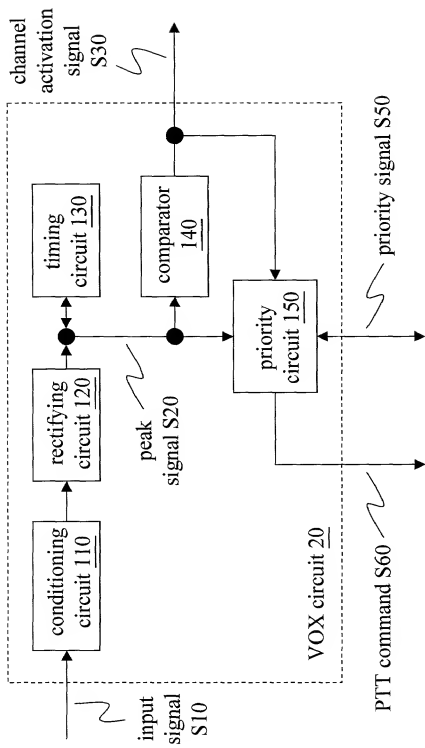 channel
activation
signal
S30
timing
circuit 130
comparator
140
rectifying
circuit 120
priority
circuit 150
conditioning
circuit 110
peak
signal S20
priority signal S50
VOX circuit 20
PTT command S60
input
signal
S10